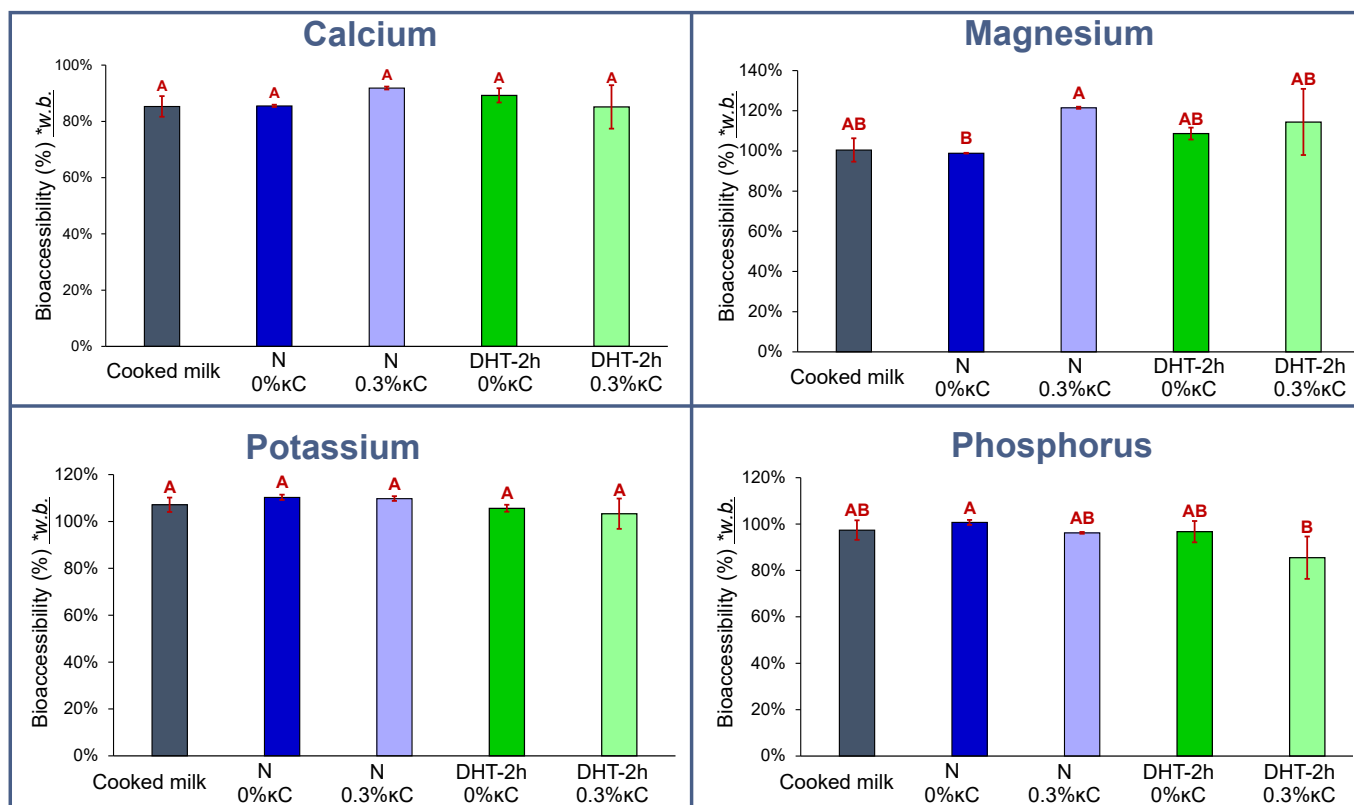 Calcium
Bioaccessibility (%) *w.b.
100%
80%
60%
40%
20%
0%
A
A
A
A
A
Cooked milk
N
0%κC
N
0.3%κC
DHT-2h
0%κC
DHT-2h
0.3%κC
Magnesium
Bioaccessibility (%) *w.b.
140%
120%
100%
80%
60%
40%
20%
0%
AB
B
A
AB
AB
Cooked milk
N
0%κC
N
0.3%κC
DHT-2h
0%κC
DHT-2h
0.3%κC
Potassium
Bioaccessibility (%) *w.b.
120%
100%
80%
60%
40%
20%
0%
A
A
A
A
A
Cooked milk
N
0%κC
N
0.3%κC
DHT-2h
0%κC
DHT-2h
0.3%κC
Phosphorus
Bioaccessibility (%) *w.b.
120%
100%
80%
60%
40%
20%
0%
AB
A
AB
AB
B
Cooked milk
N
0%κC
N
0.3%κC
DHT-2h
0%κC
DHT-2h
0.3%κC